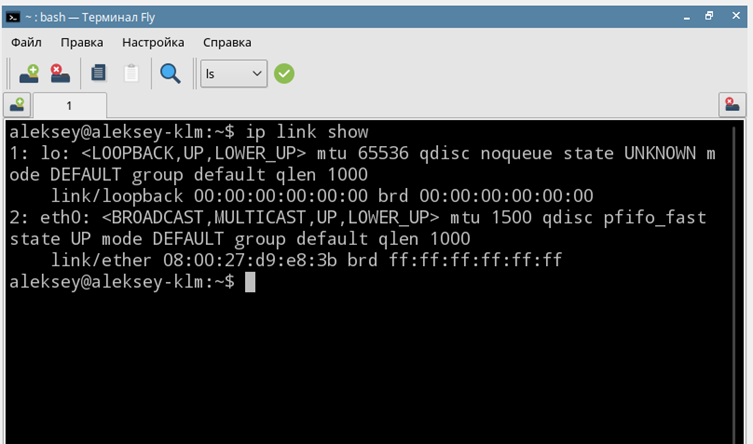 ~ : bash — Терминал Fly
Файл Правка Настройка Справка
ls
1
aleksey@aleksey-klm:~$ ip link show
1: lo: <LOOPBACK,UP,LOWER_UP> mtu 65536 qdisc noqueue state UNKNOWN m
ode DEFAULT group default qlen 1000
    link/loopback 00:00:00:00:00:00 brd 00:00:00:00:00:00
2: eth0: <BROADCAST,MULTICAST,UP,LOWER_UP> mtu 1500 qdisc pfifo_fast
state UP mode DEFAULT group default qlen 1000
    link/ether 08:00:27:d9:e8:3b brd ff:ff:ff:ff:ff:ff
aleksey@aleksey-klm:~$